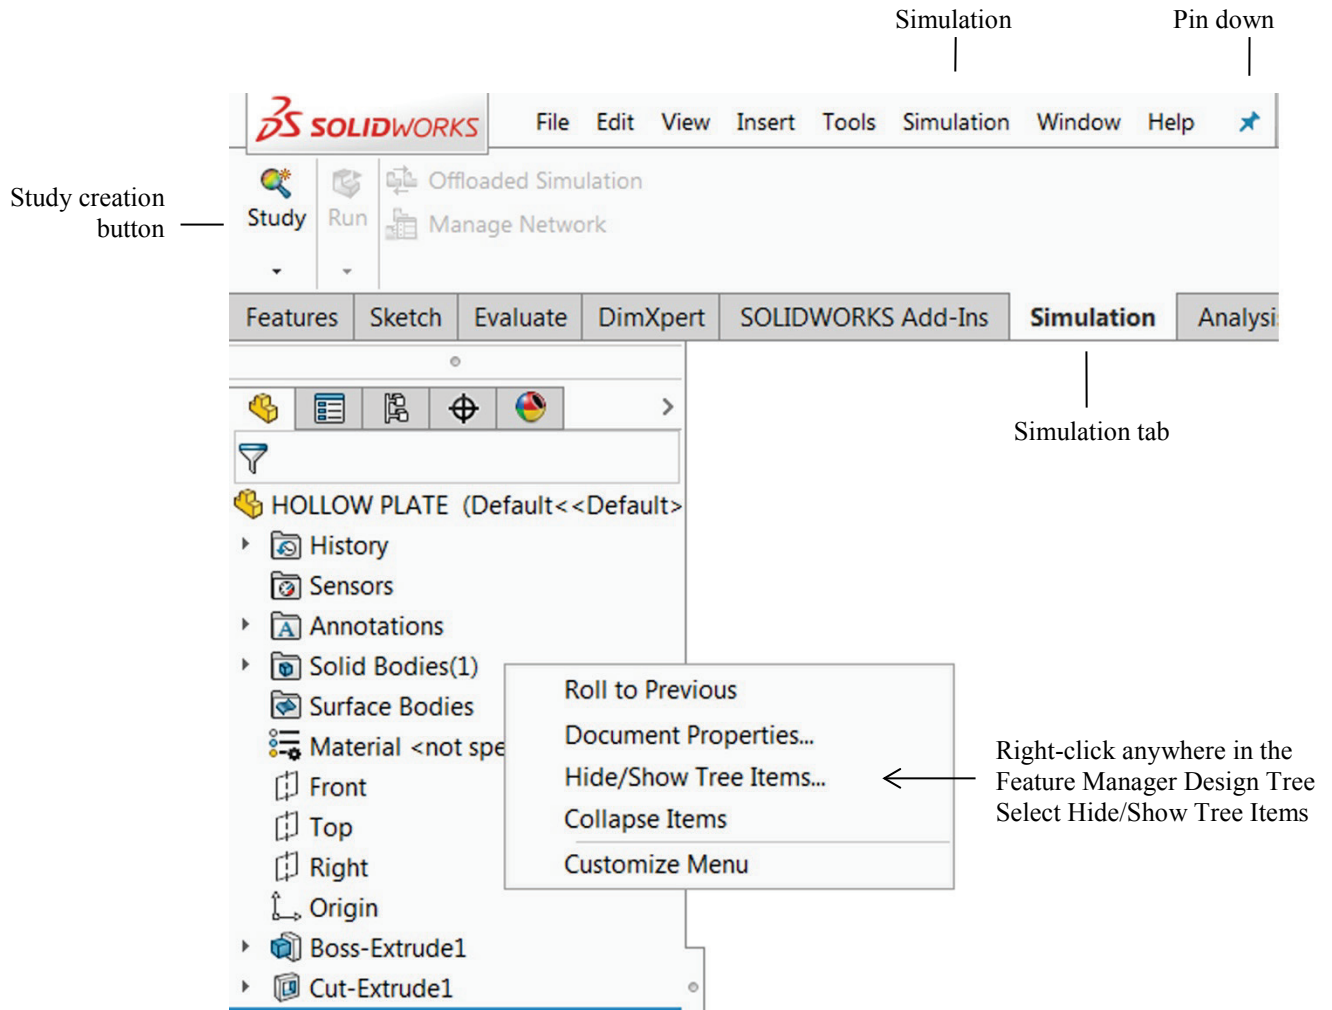 Simulation
Pin down
SOLIDWORKS
File Edit View Insert Tools Simulation Window Help
Study creation
button
Study
Run
Offloaded Simulation
Manage Network
Features Sketch Evaluate DimXpert SOLIDWORKS Add-Ins Simulation Analysi
Simulation tab
HOLLOW PLATE (Default<<Default>
History
Sensors
Annotations
Solid Bodies(1)
Surface Bodies
Material <not spe
Front
Top
Right
Origin
Boss-Extrude1
Cut-Extrude1
Roll to Previous
Document Properties...
Hide/Show Tree Items...
Collapse Items
Customize Menu
Right-click anywhere in the
Feature Manager Design Tree
Select Hide/Show Tree Items